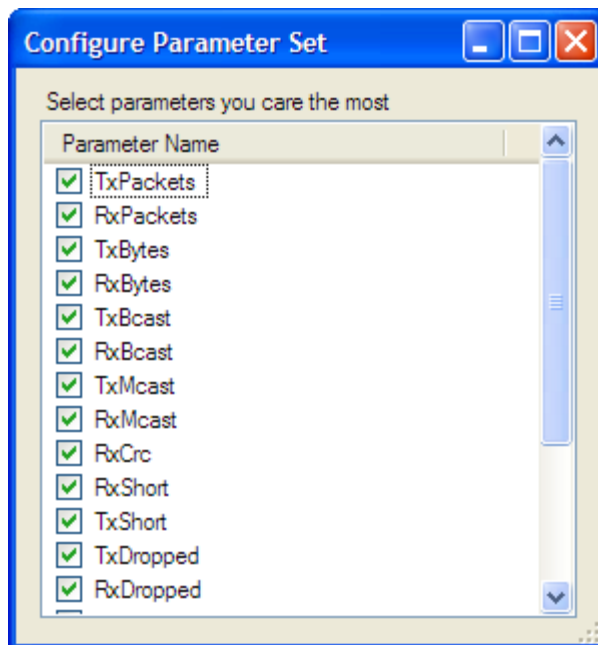 Configure Parameter Set
Select parameters you care the most
Parameter Name
TxPackets
RxPackets
TxBytes
RxBytes
TxBcast
RxBcast
TxMcast
RxMcast
RxCrc
RxShort
TxShort
TxDropped
RxDropped